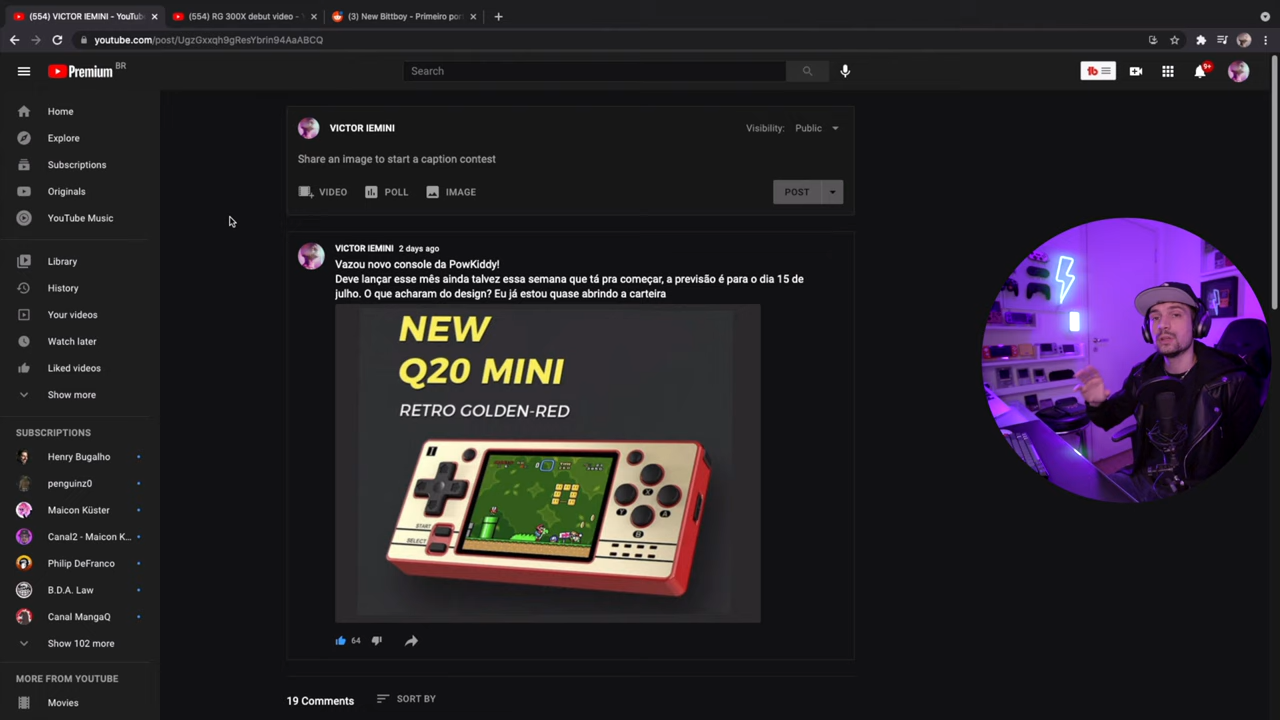 (554) VICTOR IEMINI - YouTube
(554) RG 300X debut video -
(3) New Bittboy - Primeiro por
youtube.com/post/UgzGxxqh9gResYbrin94AaABCQ
Premium BR
Search
9+
Home
Explore
Subscriptions
Originals
YouTube Music
Library
History
Your videos
Watch later
Liked videos
Show more
SUBSCRIPTIONS
Henry Bugalho
penguinz0
Maicon Küster
Canal2 - Maicon K...
Philip DeFranco
B.D.A. Law
Canal MangaQ
Show 102 more
MORE FROM YOUTUBE
Movies
VICTOR IEMINI
Visibility: Public
Share an image to start a caption contest
VIDEO POLL IMAGE
POST
VICTOR IEMINI 2 days ago
Vazou novo console da PowKiddy!
Deve lançar esse mês ainda talvez essa semana que tá pra começar, a previsão é para o dia 15 de
julho. O que acharam do design? Eu já estou quase abrindo a carteira
NEW
Q20 MINI
RETRO GOLDEN-RED
START
SELECT
X
Y
A
B
64
19 Comments
SORT BY